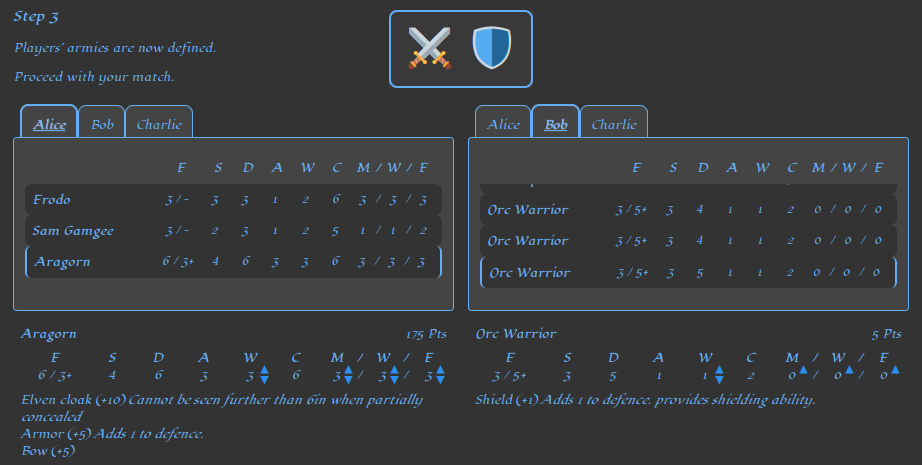 Step 3
Players' armies are now defined.
Proceed with your match.
Alice Bob Charlie
F S D A W C M / W / F
Frodo 3 / - 3 3 1 2 6 3 / 3 / 3
Sam Gamgee 3 / - 2 3 1 2 5 1 / 1 / 2
Aragorn 6 / 3+ 4 6 3 3 6 3 / 3 / 3
Alice Bob Charlie
F S D A W C M / W / F
Orc Warrior 3 / 5+ 3 4 1 1 2 0 / 0 / 0
Orc Warrior 3 / 5+ 3 4 1 1 2 0 / 0 / 0
Orc Warrior 3 / 5+ 3 5 1 1 2 0 / 0 / 0
Aragorn 175 Pts
F S D A W C M / W / F
6 / 3+ 4 6 3 3 6 3 / 3 / 3
Elven cloak (+10) Cannot be seen further than 6in when partially
concealed
Armor (+5) Adds 1 to defence.
Bow (+5)
Orc Warrior 5 Pts
F S D A W C M / W / F
3 / 5+ 3 5 1 1 2 0 / 0 / 0
Shield (+1) Adds 1 to defence, provides shielding ability.